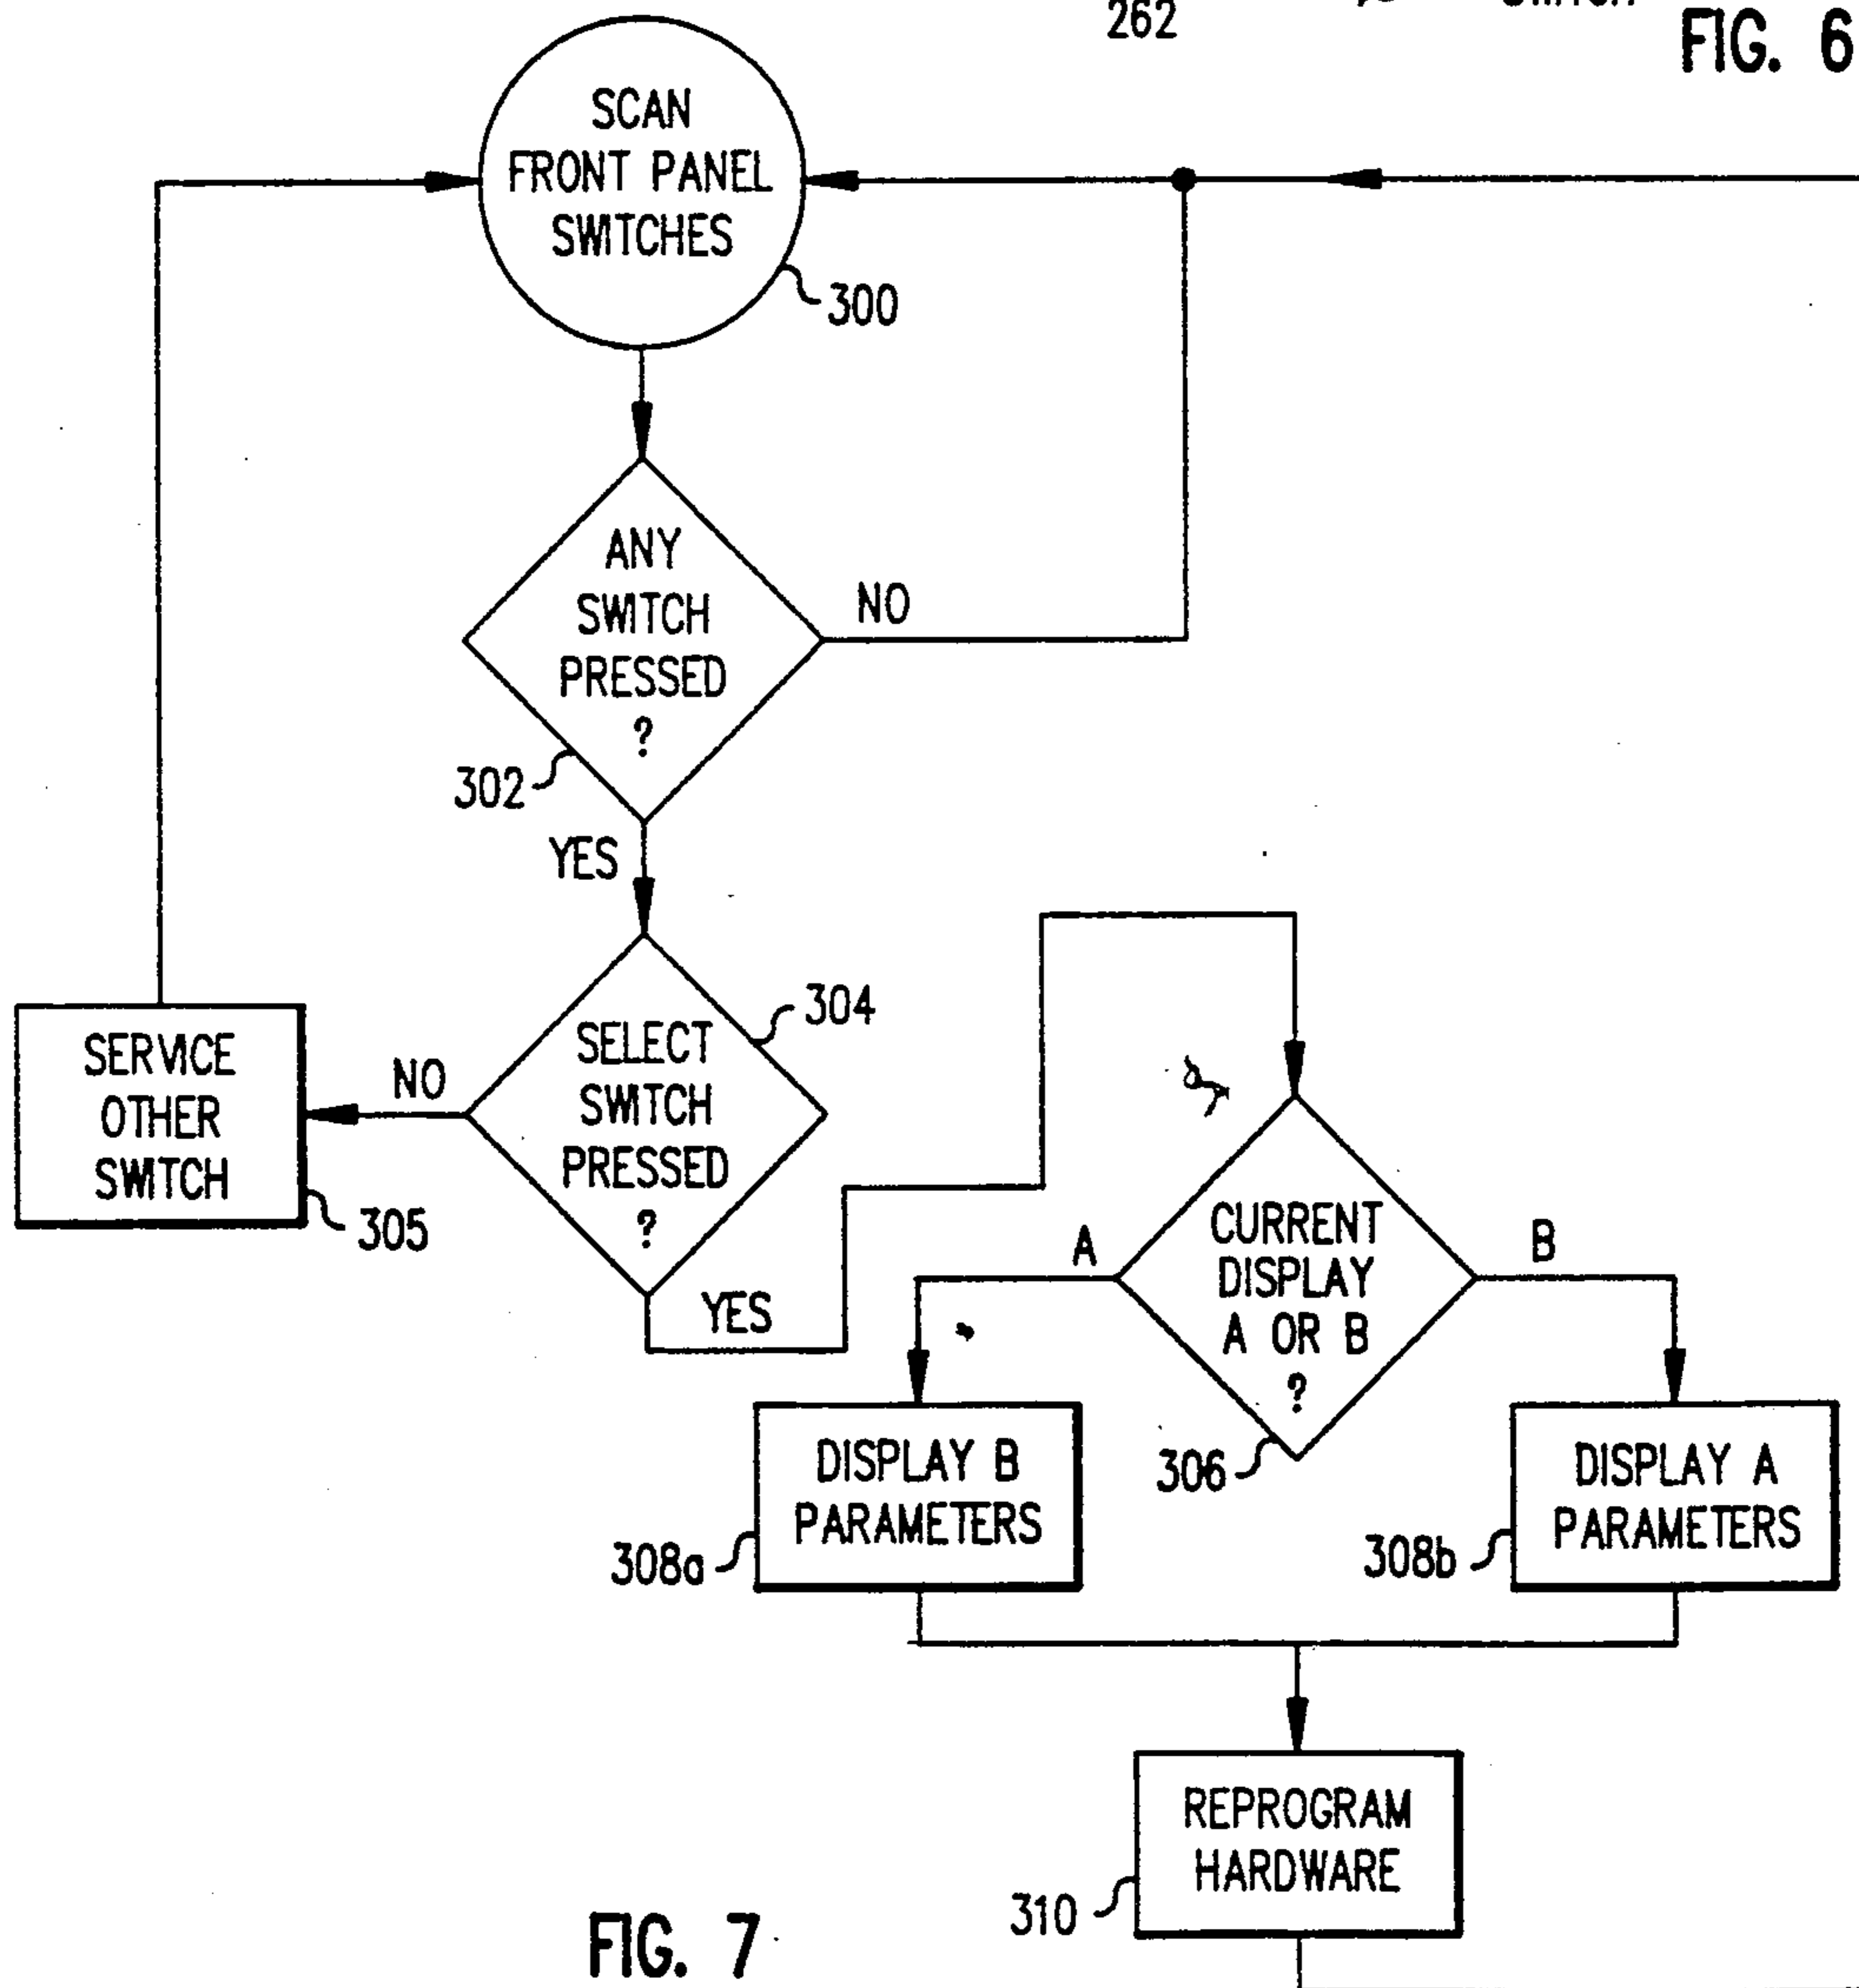 262
FIG. 6
SCAN
FRONT PANEL
SWITCHES
300
ANY
SWITCH
PRESSED
?
NO
302
YES
304
SELECT
SWITCH
PRESSED
?
NO
SERVICE
OTHER
SWITCH
305
YES
CURRENT
DISPLAY
A OR B
?
A
B
306
DISPLAY B
PARAMETERS
308a
DISPLAY A
PARAMETERS
308b
REPROGRAM
HARDWARE
310
FIG. 7